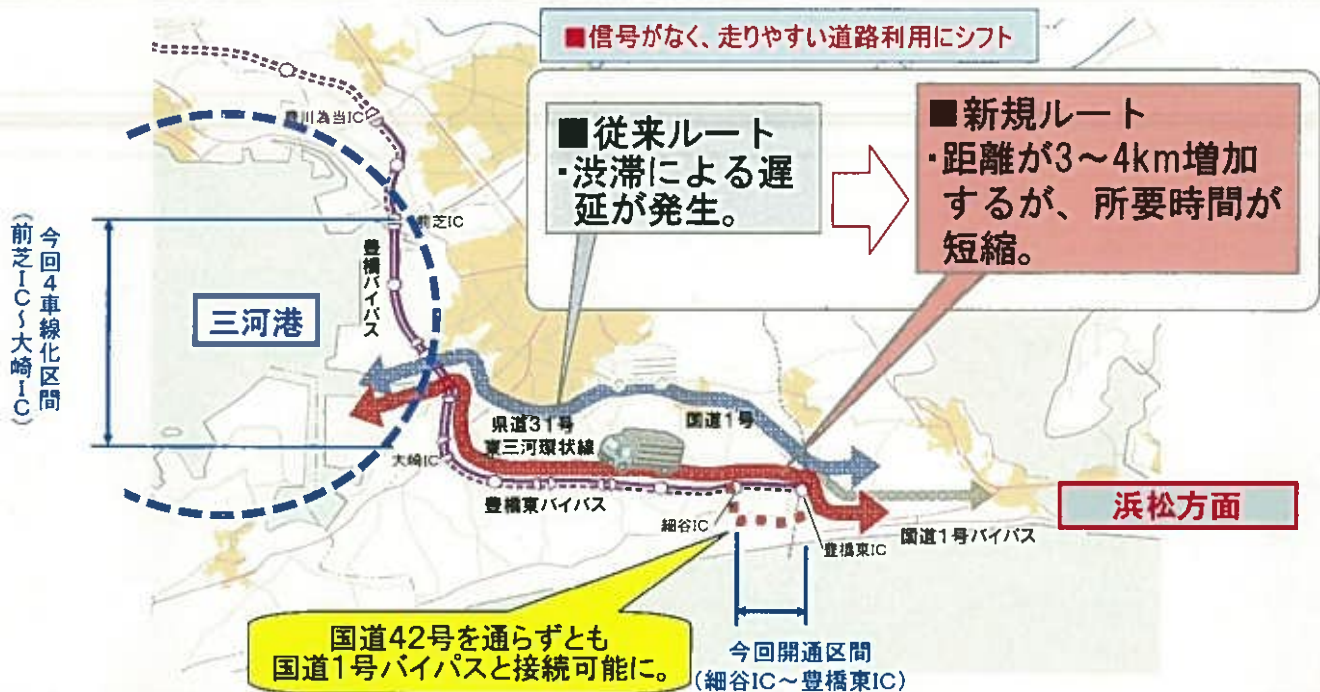 ■信号がなく、走りやすい道路利用にシフト
■従来ルート
・渋滞による遅
延が発生。
■新規ルート
・距離が3～4km増加
するが、所要時間が
短縮。
川為当IC
前芝IC
豊橋バイパス
今回4車線化区間
（前芝IC～大崎IC）
三河港
県道31号
東三河環状線
国道1号
大崎IC
豊橋東バイパス
細谷IC
豊橋東IC
国道1号バイパス
浜松方面
国道42号を通らずとも
国道1号バイパスと接続可能に。
今回開通区間
（細谷IC～豊橋東IC）